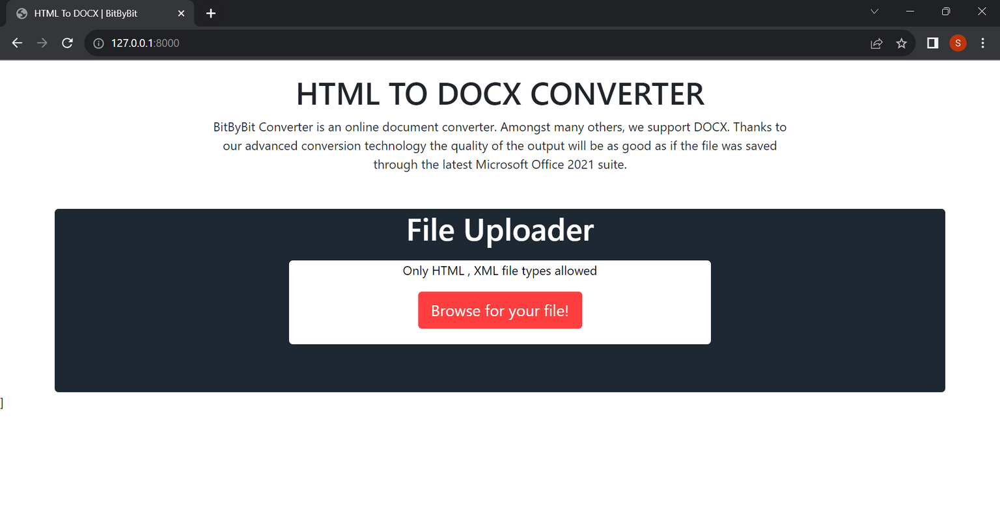 HTML To DOCX | BitByBit
127.0.0.1:8000
S
HTML TO DOCX CONVERTER
BitByBit Converter is an online document converter. Amongst many others, we support DOCX. Thanks to
our advanced conversion technology the quality of the output will be as good as if the file was saved
through the latest Microsoft Office 2021 suite.
File Uploader
Only HTML , XML file types allowed
Browse for your file!
]